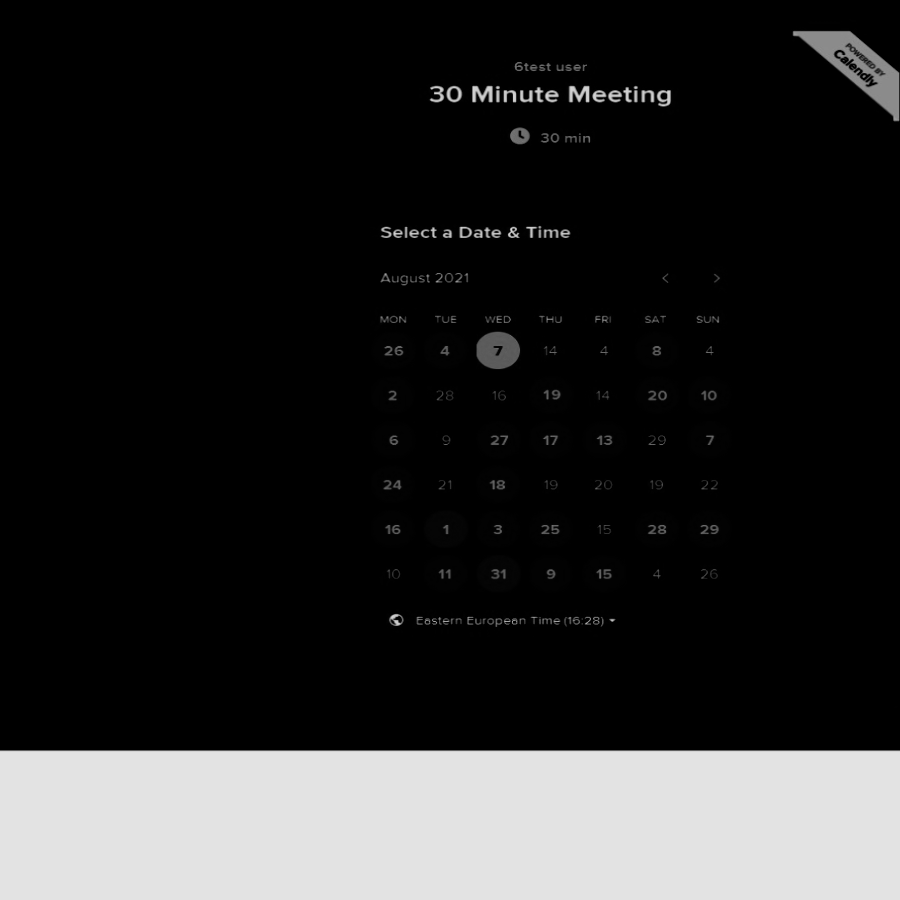 POWERED BY
Calendly
6test user
30 Minute Meeting
30 min
Select a Date & Time
August 2021
MON TUE WED THU FRI SAT SUN
26 4 7 14 4 8 4
2 28 16 19 14 20 10
6 9 27 17 13 29 7
24 21 18 19 20 19 22
16 1 3 25 15 28 29
10 11 31 9 15 4 26
Eastern European Time (16:28)